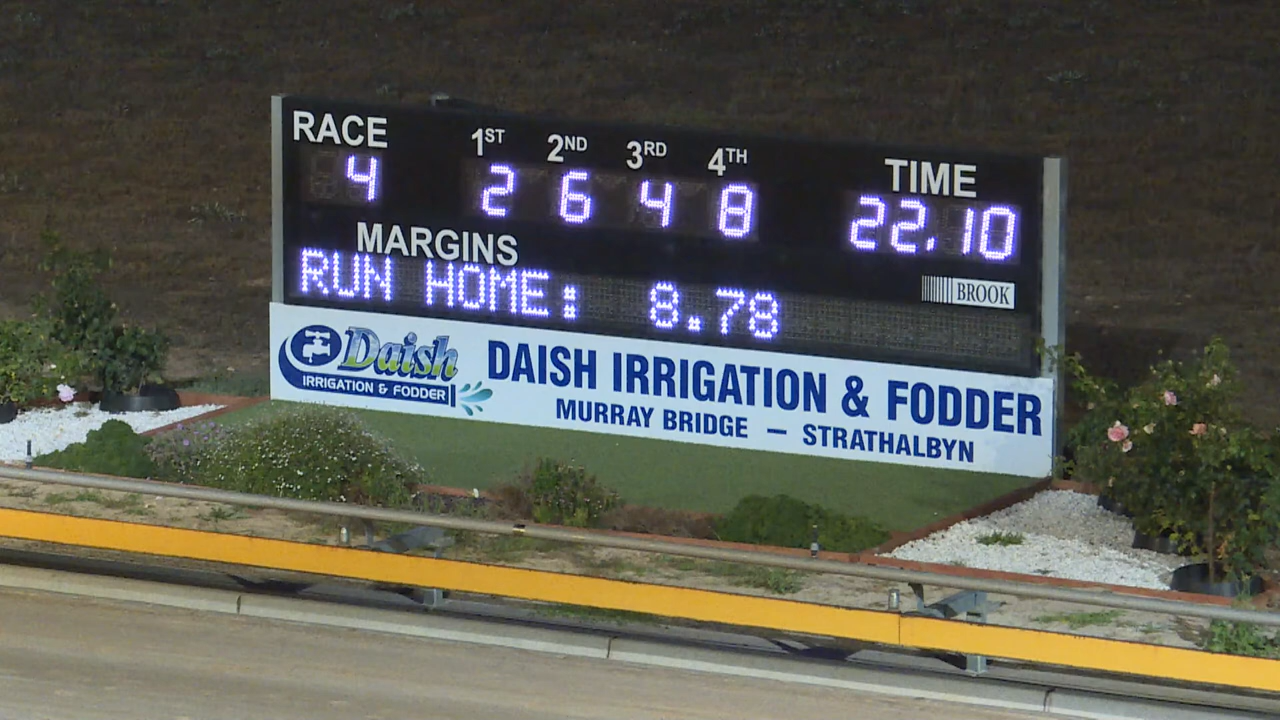 RACE 1ST 2ND 3RD 4TH TIME
4 2 6 4 8 22.10
MARGINS
RUN HOME: 8.78
BROOK
Daish
IRRIGATION & FODDER
DAISH IRRIGATION & FODDER
MURRAY BRIDGE – STRATHALBYN